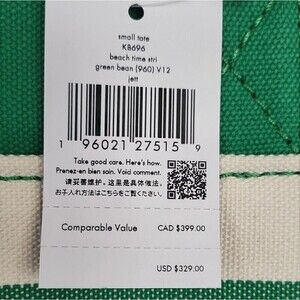 small tote
KB696
beach time stri
green bean (960) V12
jett
1 96021 27515 9
Take good care. Here's how.
Prenez-en bien soin. Void comment.
请妥善维护。这里是具体做法。
お手入れ方法はこちらをご覧ください。
Comparable Value CAD $399.00
USD $329.00